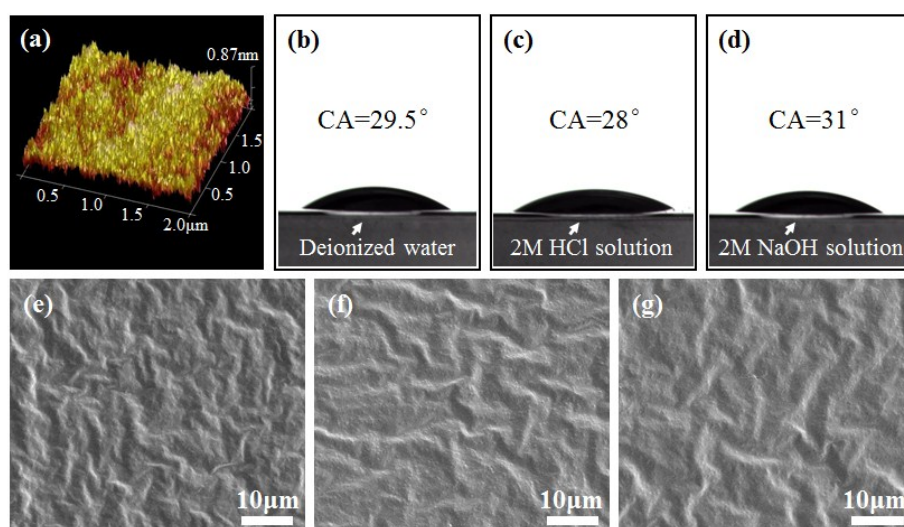 (a)
0.87nm
1.5
1.0
0.5
0.5
1.0
1.5
2.0μm
(b)
CA=29.5°
Deionized water
(c)
CA=28°
2M HCl solution
(d)
CA=31°
2M NaOH solution
(e)
10μm
(f)
10μm
(g)
10μm